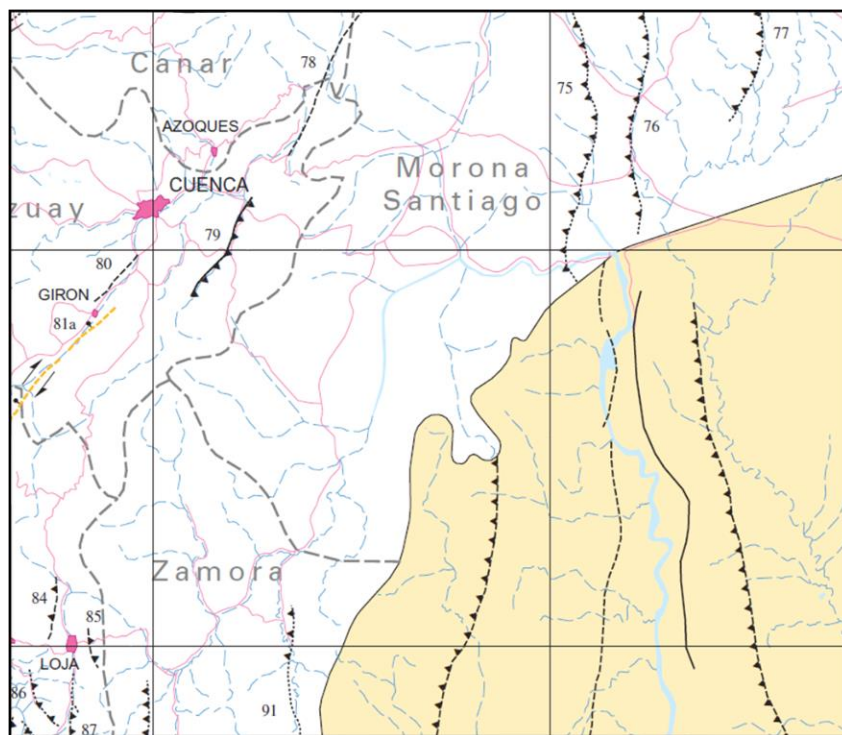 Canar
78
75
77
76
AZOQUES
CUENCA
Morona
Santiago
zuay
79
80
GIRON
81a
Zamora
84
85
LOJA
86
87
91